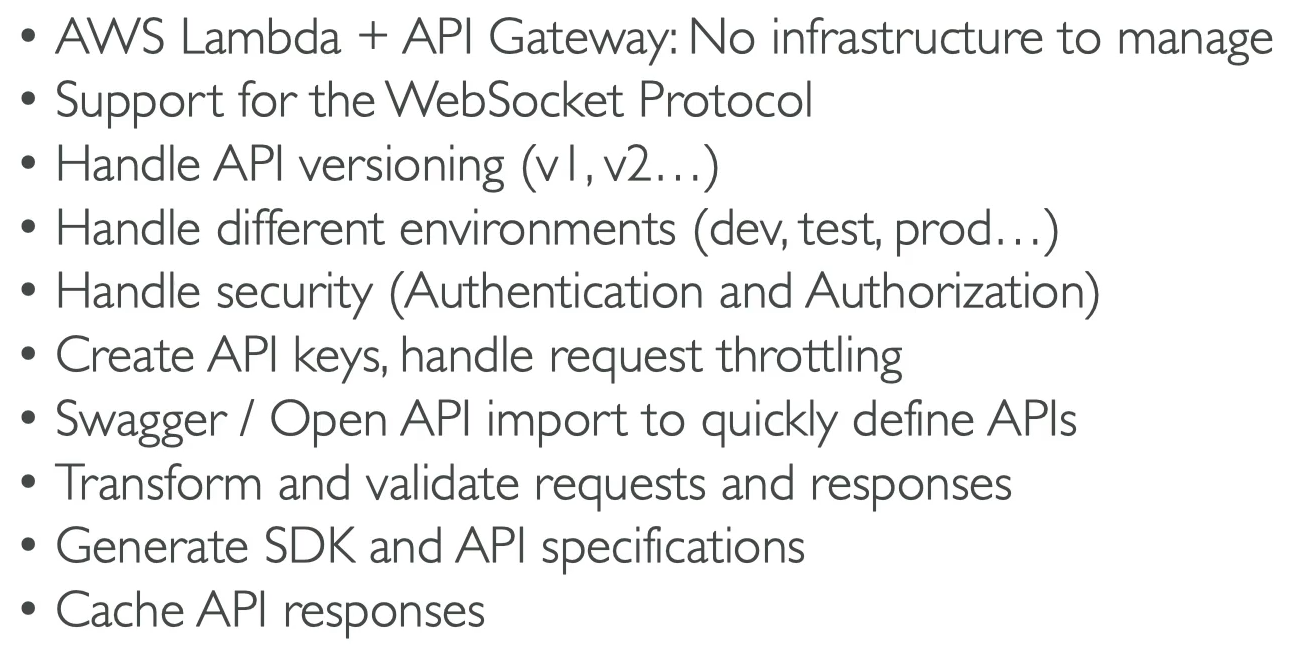 • AWS Lambda + API Gateway: No infrastructure to manage
• Support for the WebSocket Protocol
• Handle API versioning (v1, v2…)
• Handle different environments (dev, test, prod…)
• Handle security (Authentication and Authorization)
• Create API keys, handle request throttling
• Swagger / Open API import to quickly define APIs
• Transform and validate requests and responses
• Generate SDK and API specifications
• Cache API responses